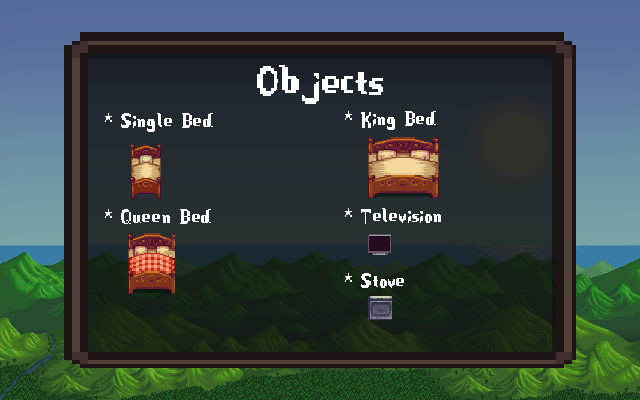 Objects
* Single Bed
* Queen Bed
* King Bed
* Television
* Stove